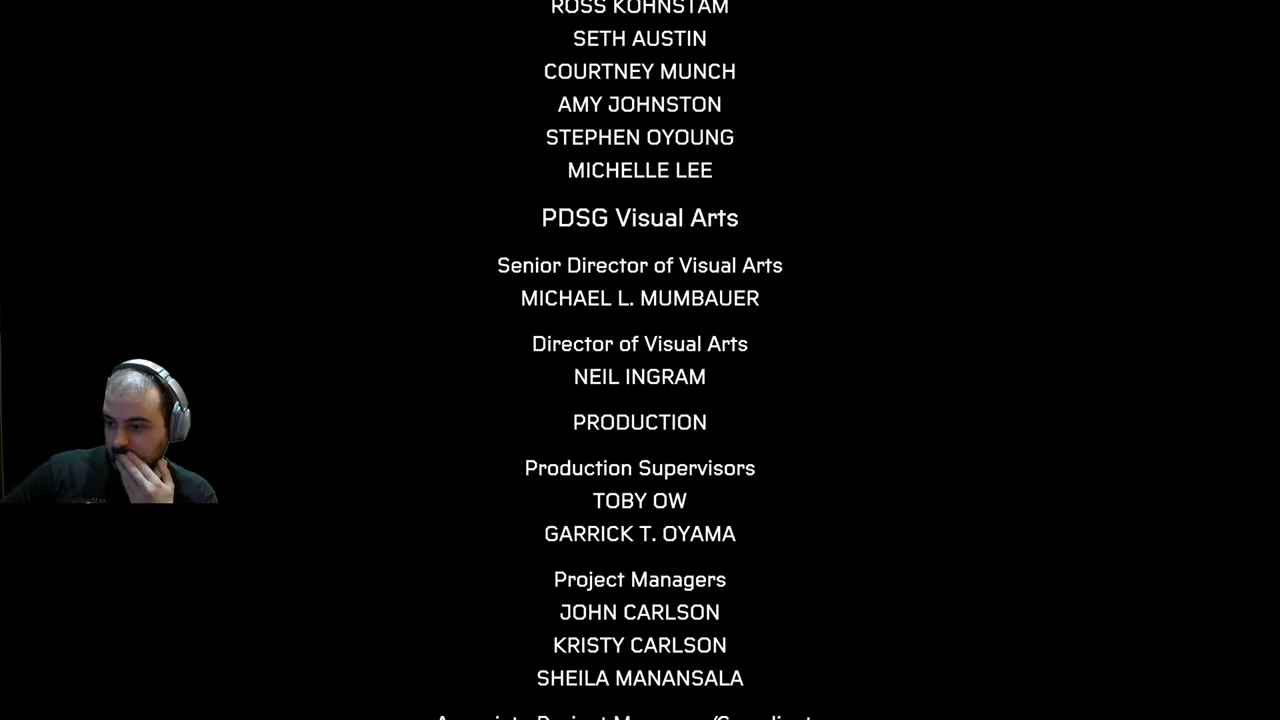 ROSS KOHNSTAM
SETH AUSTIN
COURTNEY MUNCH
AMY JOHNSTON
STEPHEN OYOUNG
MICHELLE LEE
PDSG Visual Arts
Senior Director of Visual Arts
MICHAEL L. MUMBAUER
Director of Visual Arts
NEIL INGRAM
PRODUCTION
Production Supervisors
TOBY OW
GARRICK T. OYAMA
Project Managers
JOHN CARLSON
KRISTY CARLSON
SHEILA MANANSALA